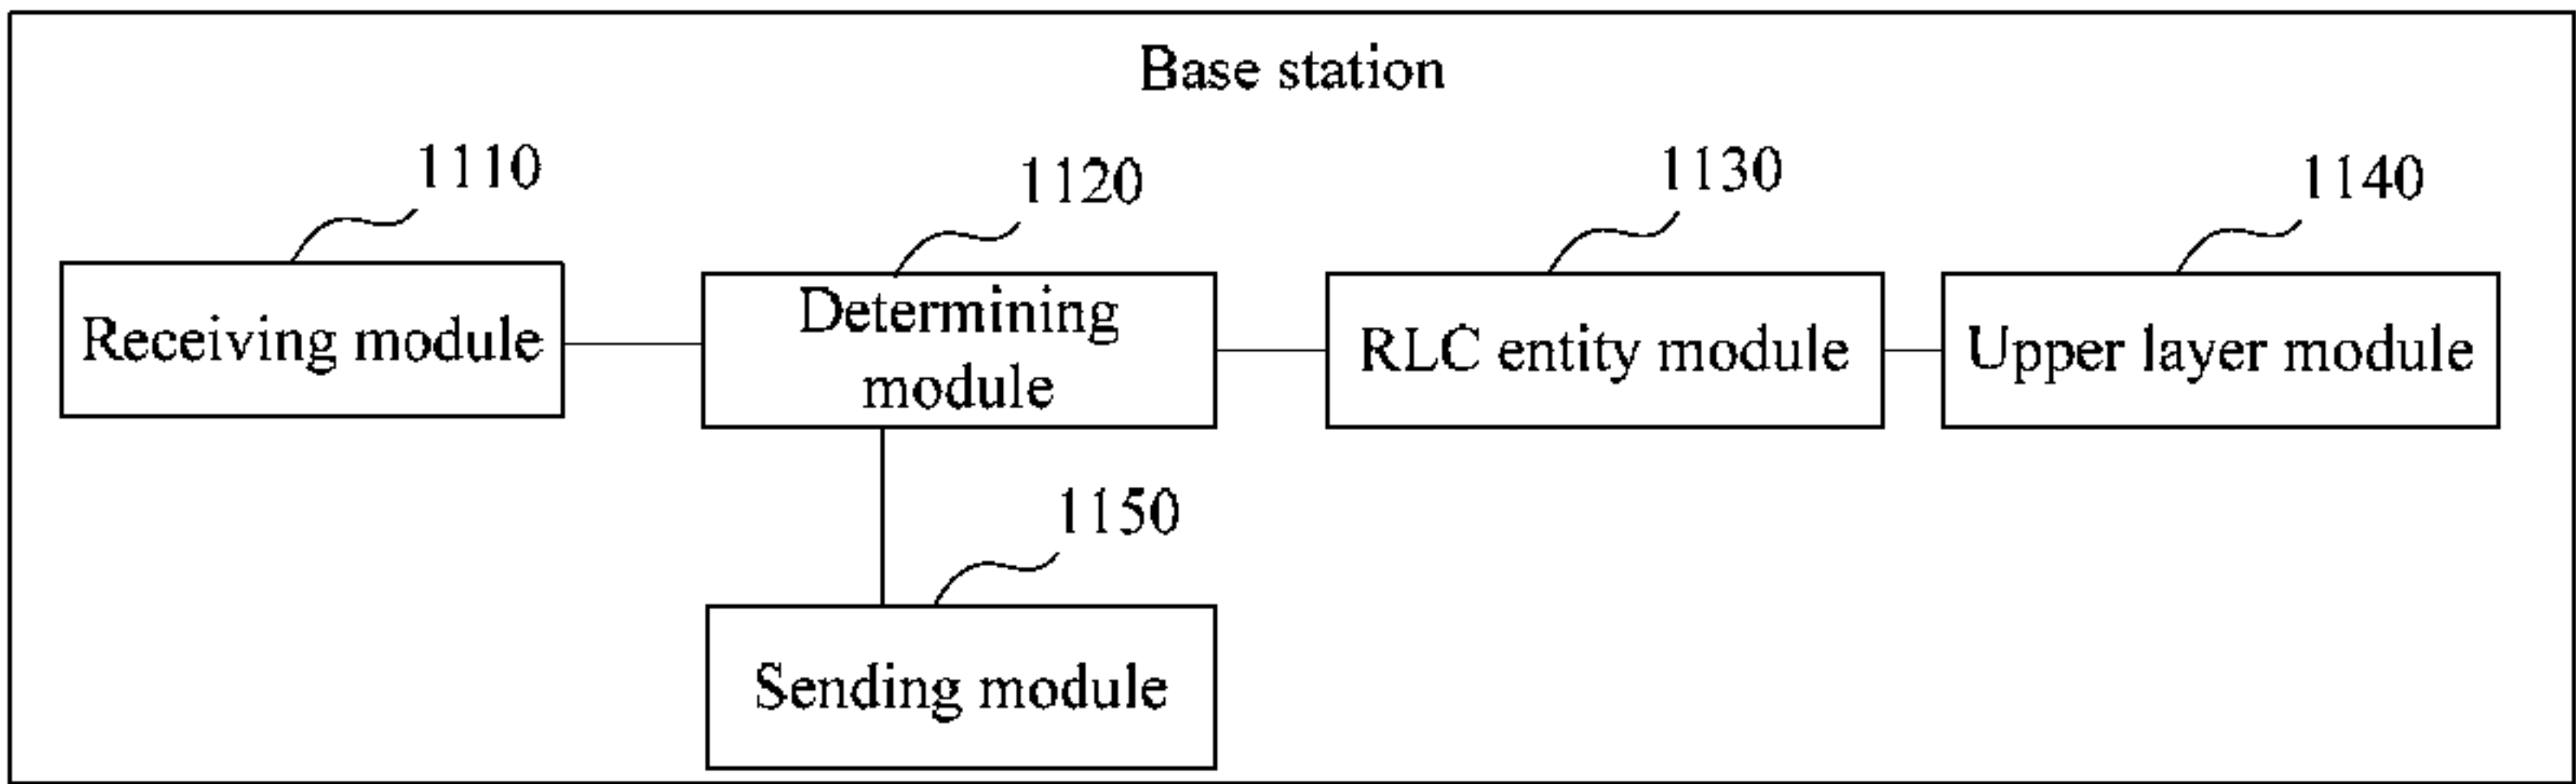 Base station
1110
1120
1130
1140
Receiving module
Determining
module
RLC entity module
Upper layer module
1150
Sending module